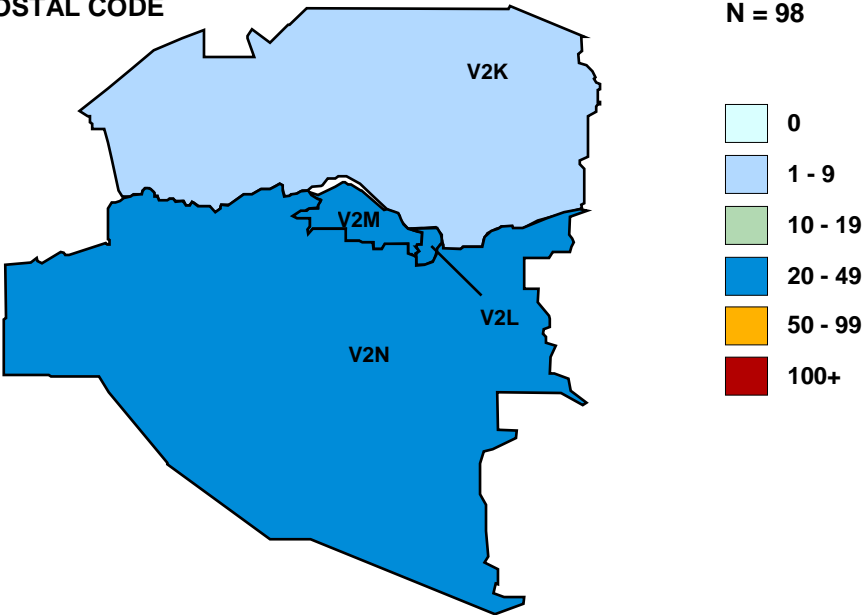 OSTAL CODE
N = 98
V2K
0
1 - 9
10 - 19
20 - 49
50 - 99
100+
V2M
V2L
V2N